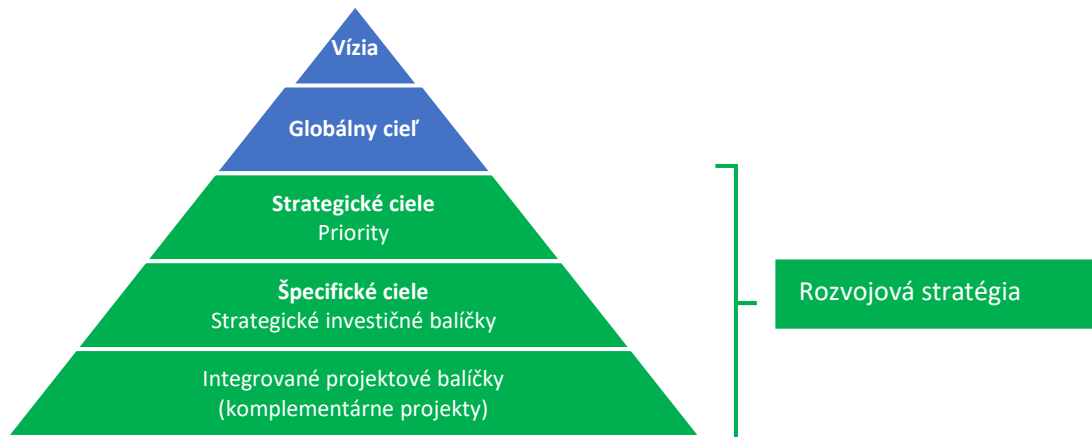 Vízia
Globálny cieľ
Strategické ciele
Priority
Špecifické ciele
Strategické investičné balíčky
Integrované projektové balíčky
(komplementárne projekty)
Rozvojová stratégia